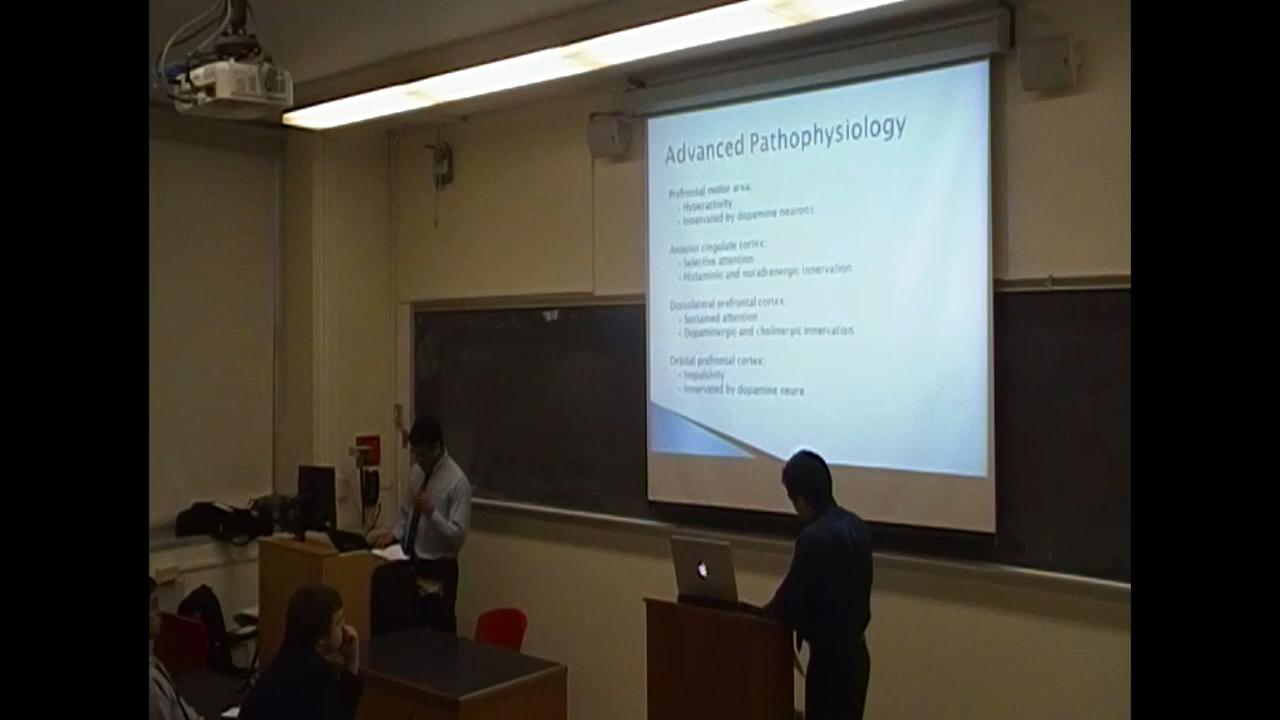 Advanced Pathophysiology
Prefrontal motor area:
- Hyperactivity
- Innervated by dopamine neurons
Anterior cingulate cortex:
- Selective attention
- Histaminic and noradrenergic innervation
Dorsolateral prefrontal cortex:
- Sustained attention
- Dopaminergic and cholinergic innervation
Orbital prefrontal cortex:
- Impulsivity
- Innervated by dopamine neurs